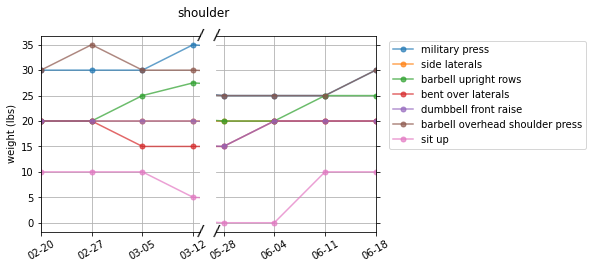 shoulder
weight (lbs)
35
30
25
20
15
10
5
0
02-20
02-27
03-05
03-12
05-28
06-04
06-11
06-18
military press
side laterals
barbell upright rows
bent over laterals
dumbbell front raise
barbell overhead shoulder press
sit up